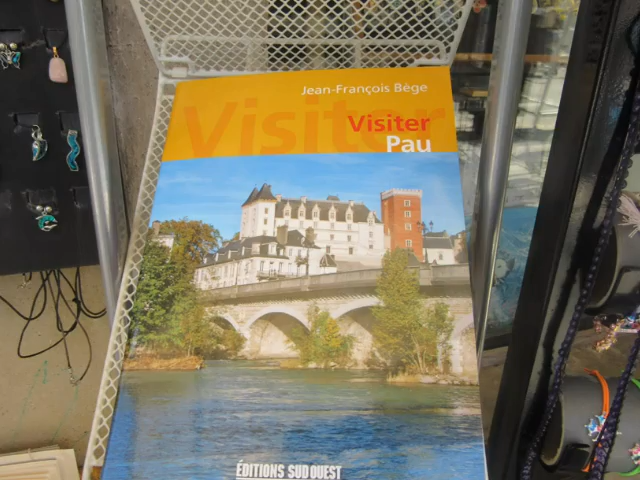 Jean-François Bège
Visiter
Visiter
Pau
ÉDITIONS SUD OUEST